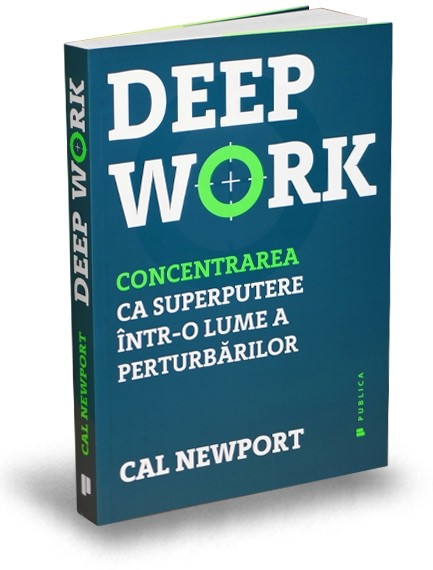 DEEP
WORK
CONCENTRAREA
CA SUPERPUTERE
ÎNTR-O LUME A
PERTURBĂRILOR
CAL NEWPORT
PUBLICA
CAL NEWPORT DEEP WORK